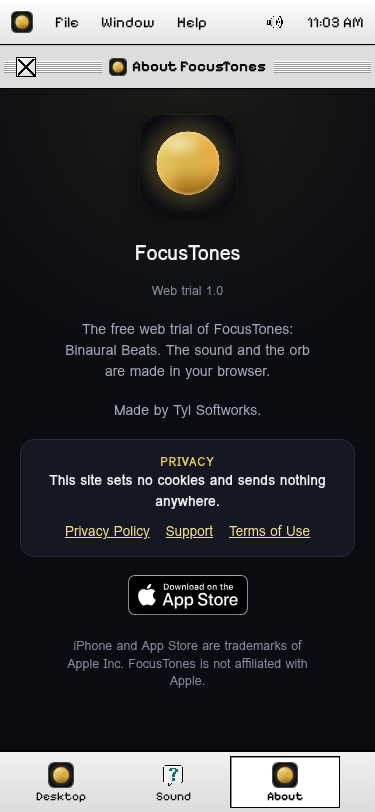 File Window Help 11:03 AM
About FocusTones
FocusTones
Web trial 1.0
The free web trial of FocusTones:
Binaural Beats. The sound and the orb
are made in your browser.
Made by Tyl Softworks.
PRIVACY
This site sets no cookies and sends nothing
anywhere.
Privacy Policy Support Terms of Use
Download on the
App Store
iPhone and App Store are trademarks of
Apple Inc. FocusTones is not affiliated with
Apple.
?
Desktop Sound About